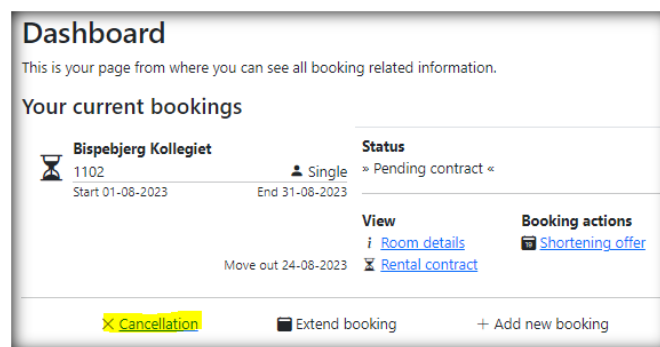 Dashboard
This is your page from where you can see all booking related information.
Your current bookings
Bispebjerg Kollegiet
1102 Single
Start 01-08-2023 End 31-08-2023
Move out 24-08-2023
Status
» Pending contract «
View
i Room details
Rental contract
Booking actions
19 Shortening offer
Cancellation Extend booking + Add new booking